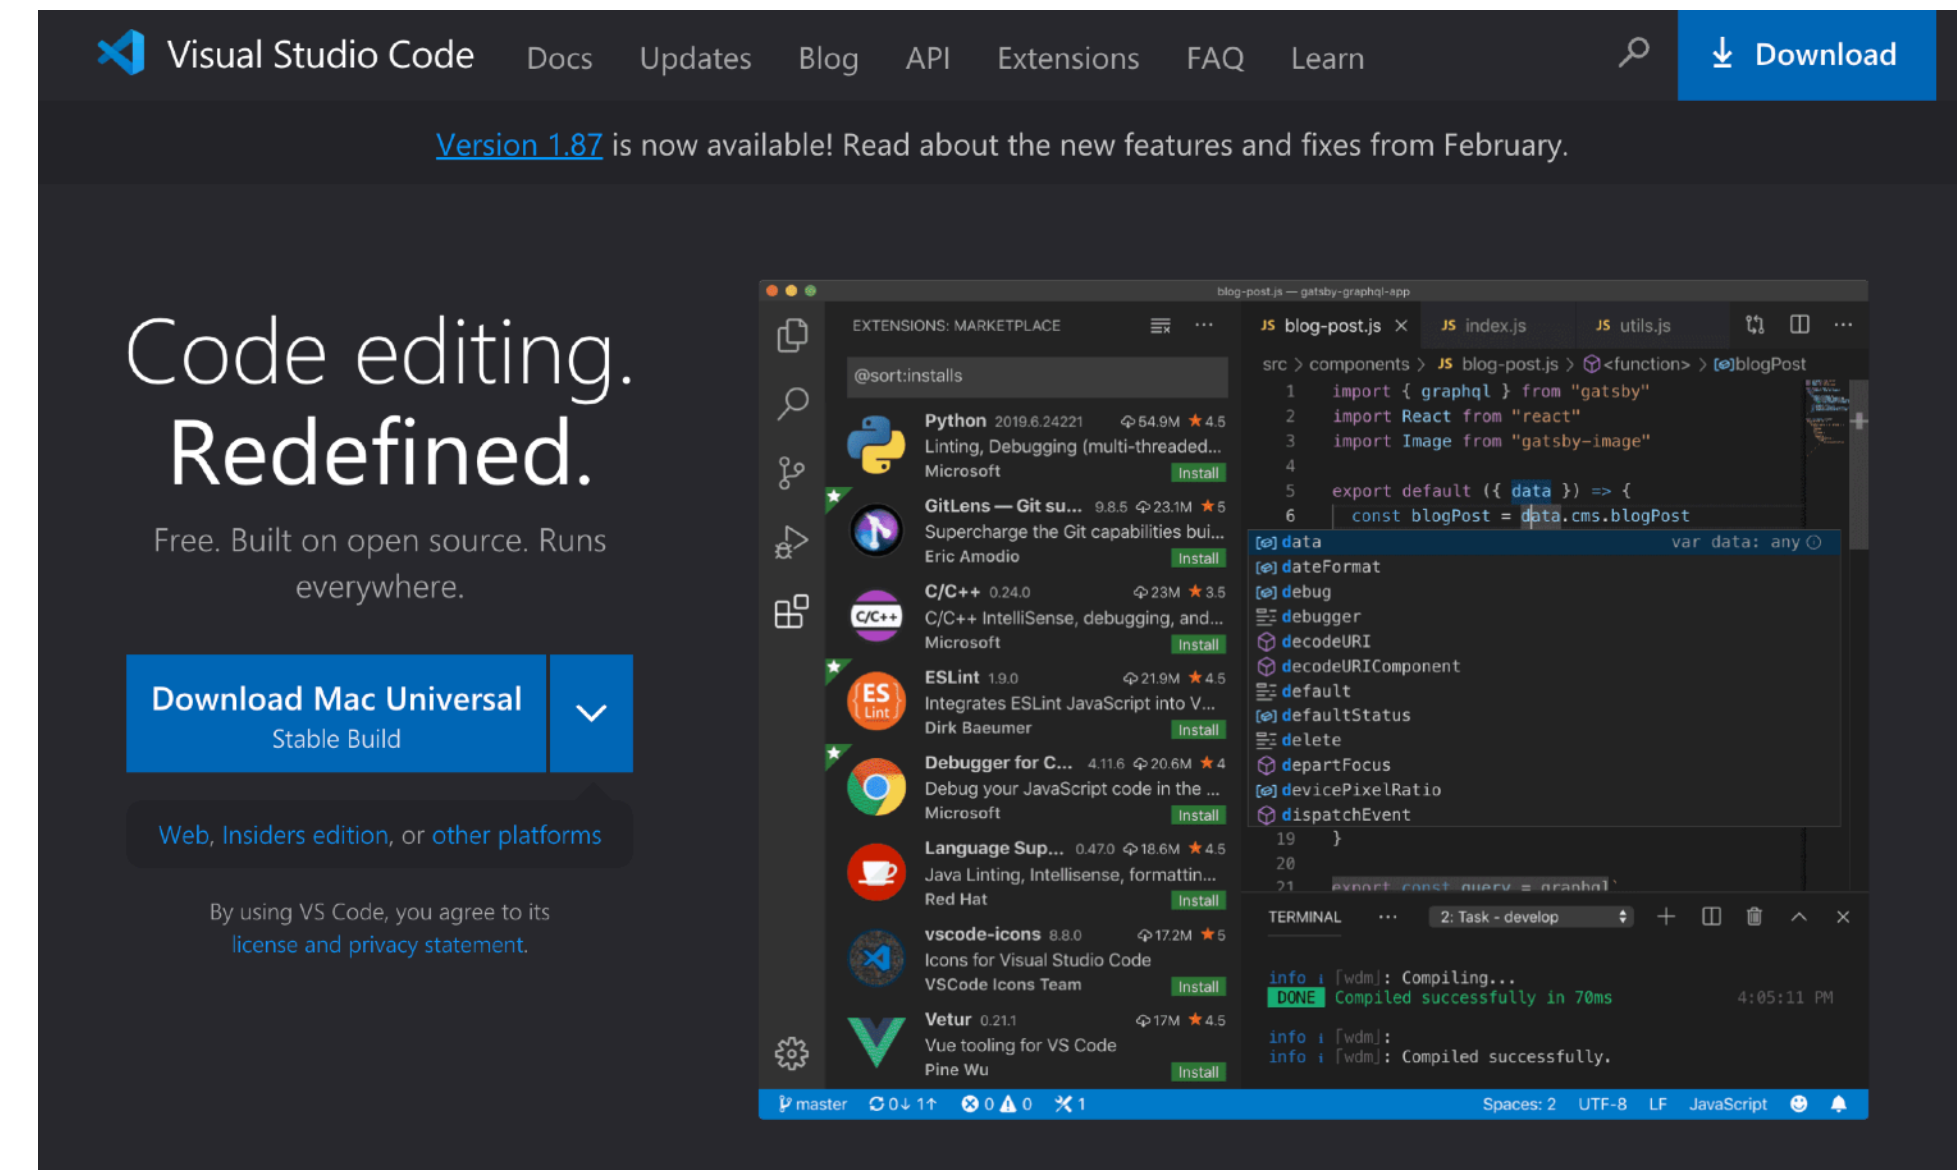 Visual Studio Code Docs Updates Blog API Extensions FAQ Learn Download
Version 1.87 is now available! Read about the new features and fixes from February.
Code editing.
Redefined.
Free. Built on open source. Runs
everywhere.
Download Mac Universal
Stable Build
Web, Insiders edition, or other platforms
By using VS Code, you agree to its
license and privacy statement.
blog-post.js — gatsby-graphql-app
EXTENSIONS: MARKETPLACE
@sort:installs
Python 2019.6.24221 54.9M 4.5
Linting, Debugging (multi-threaded...
Microsoft Install
GitLens — Git su... 9.8.5 23.1M 5
Supercharge the Git capabilities bui...
Eric Amodio Install
C/C++
C/C++ 0.24.0 23M 3.5
C/C++ IntelliSense, debugging, and...
Microsoft Install
ES
Lint
ESLint 1.9.0 21.9M 4.5
Integrates ESLint JavaScript into V...
Dirk Baeumer Install
Debugger for C... 4.11.6 20.6M 4
Debug your JavaScript code in the ...
Microsoft Install
Language Sup... 0.47.0 18.6M 4.5
Java Linting, Intellisense, formattin...
Red Hat Install
vscode-icons 8.8.0 17.2M 5
Icons for Visual Studio Code
VSCode Icons Team Install
Vetur 0.21.1 17M 4.5
Vue tooling for VS Code
Pine Wu Install
JS blog-post.js JS index.js JS utils.js
src > components > JS blog-post.js > <function> > blogPost
1 import { graphql } from "gatsby"
2 import React from "react"
3 import Image from "gatsby-image"
4
5 export default ({ data }) => {
6 const blogPost = data.cms.blogPost
data var data: any
dateFormat
debug
debugger
decodeURI
decodeURIComponent
default
defaultStatus
delete
departFocus
devicePixelRatio
dispatchEvent
19 }
20
21 export const query = graphql`
TERMINAL ... 2: Task - develop
info i ｢wdm｣: Compiling...
DONE Compiled successfully in 70ms 4:05:11 PM
info i ｢wdm｣:
info i ｢wdm｣: Compiled successfully.
master 0↓ 1↑ 0 0 1 Spaces: 2 UTF-8 LF JavaScript